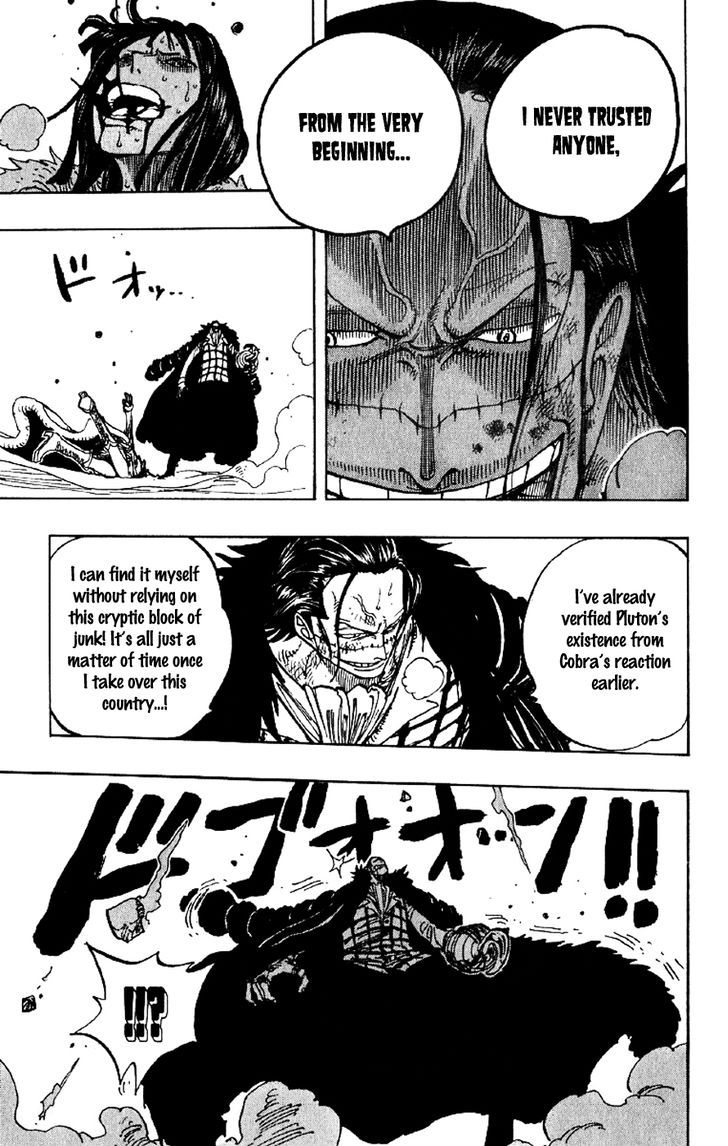 I NEVER TRUSTED
ANYONE,
FROM THE VERY
BEGINNING...
ドオッ...
I've already
verified Pluton's
existence from
Cobra's reaction
earlier.
I can find it myself
without relying on
this cryptic block of
junk! It's all just a
matter of time once
I take over this
country...!
ドゴオオオン!!
!!!?